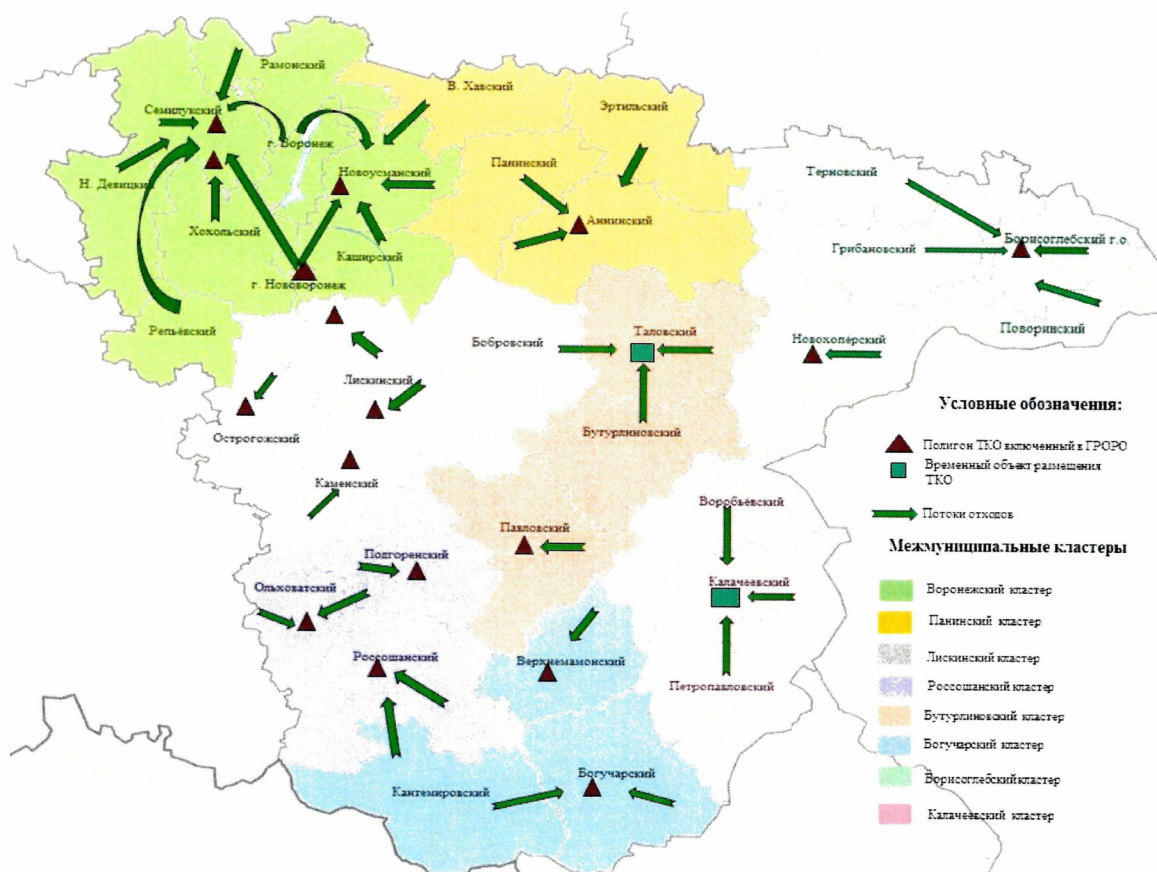 Рамонский
В. Хавский
Эртильский
Семилукский
г. Воронеж
Панинский
Терновский
Н. Девицкий
Новоусманский
Аннинский
Хохольский
Грибановский
Борисоглебский г.о.
Каширский
г. Нововоронеж
Репьёвский
Поворинский
Бобровский
Таловский
Новохоперский
Лискинский
Острогожский
Бутурлиновский
Каменский
Воробьёвский
Павловский
Подгоренский
Ольховатский
Калачеевский
Россошанский
Верхнемамонский
Петропавловский
Богучарский
Кантемировский
Условные обозначения:
Полигон ТКО включенный в ГРОРО
Временный объект размещения
ТКО
Потоки отходов
Межмуниципальные кластеры
Воронежский кластер
Панинский кластер
Лискинский кластер
Россошанский кластер
Бутурлиновский кластер
Богучарский кластер
Борисоглебский кластер
Калачеевский кластер